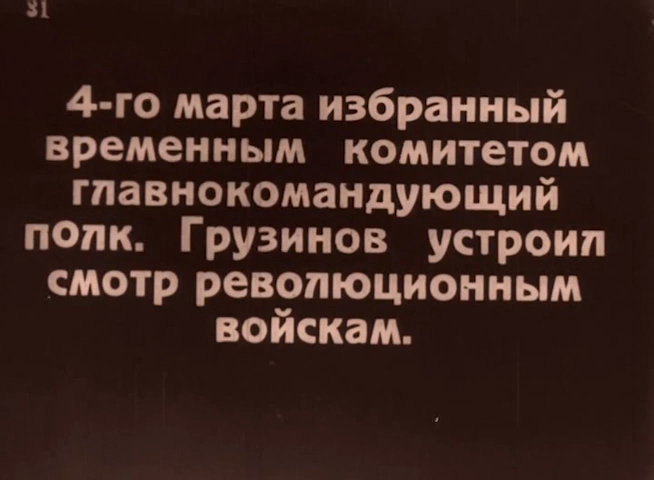 31
4-го марта избранный
временным комитетом
главнокомандующий
полк. Грузинов устроил
смотр революционным
войскам.